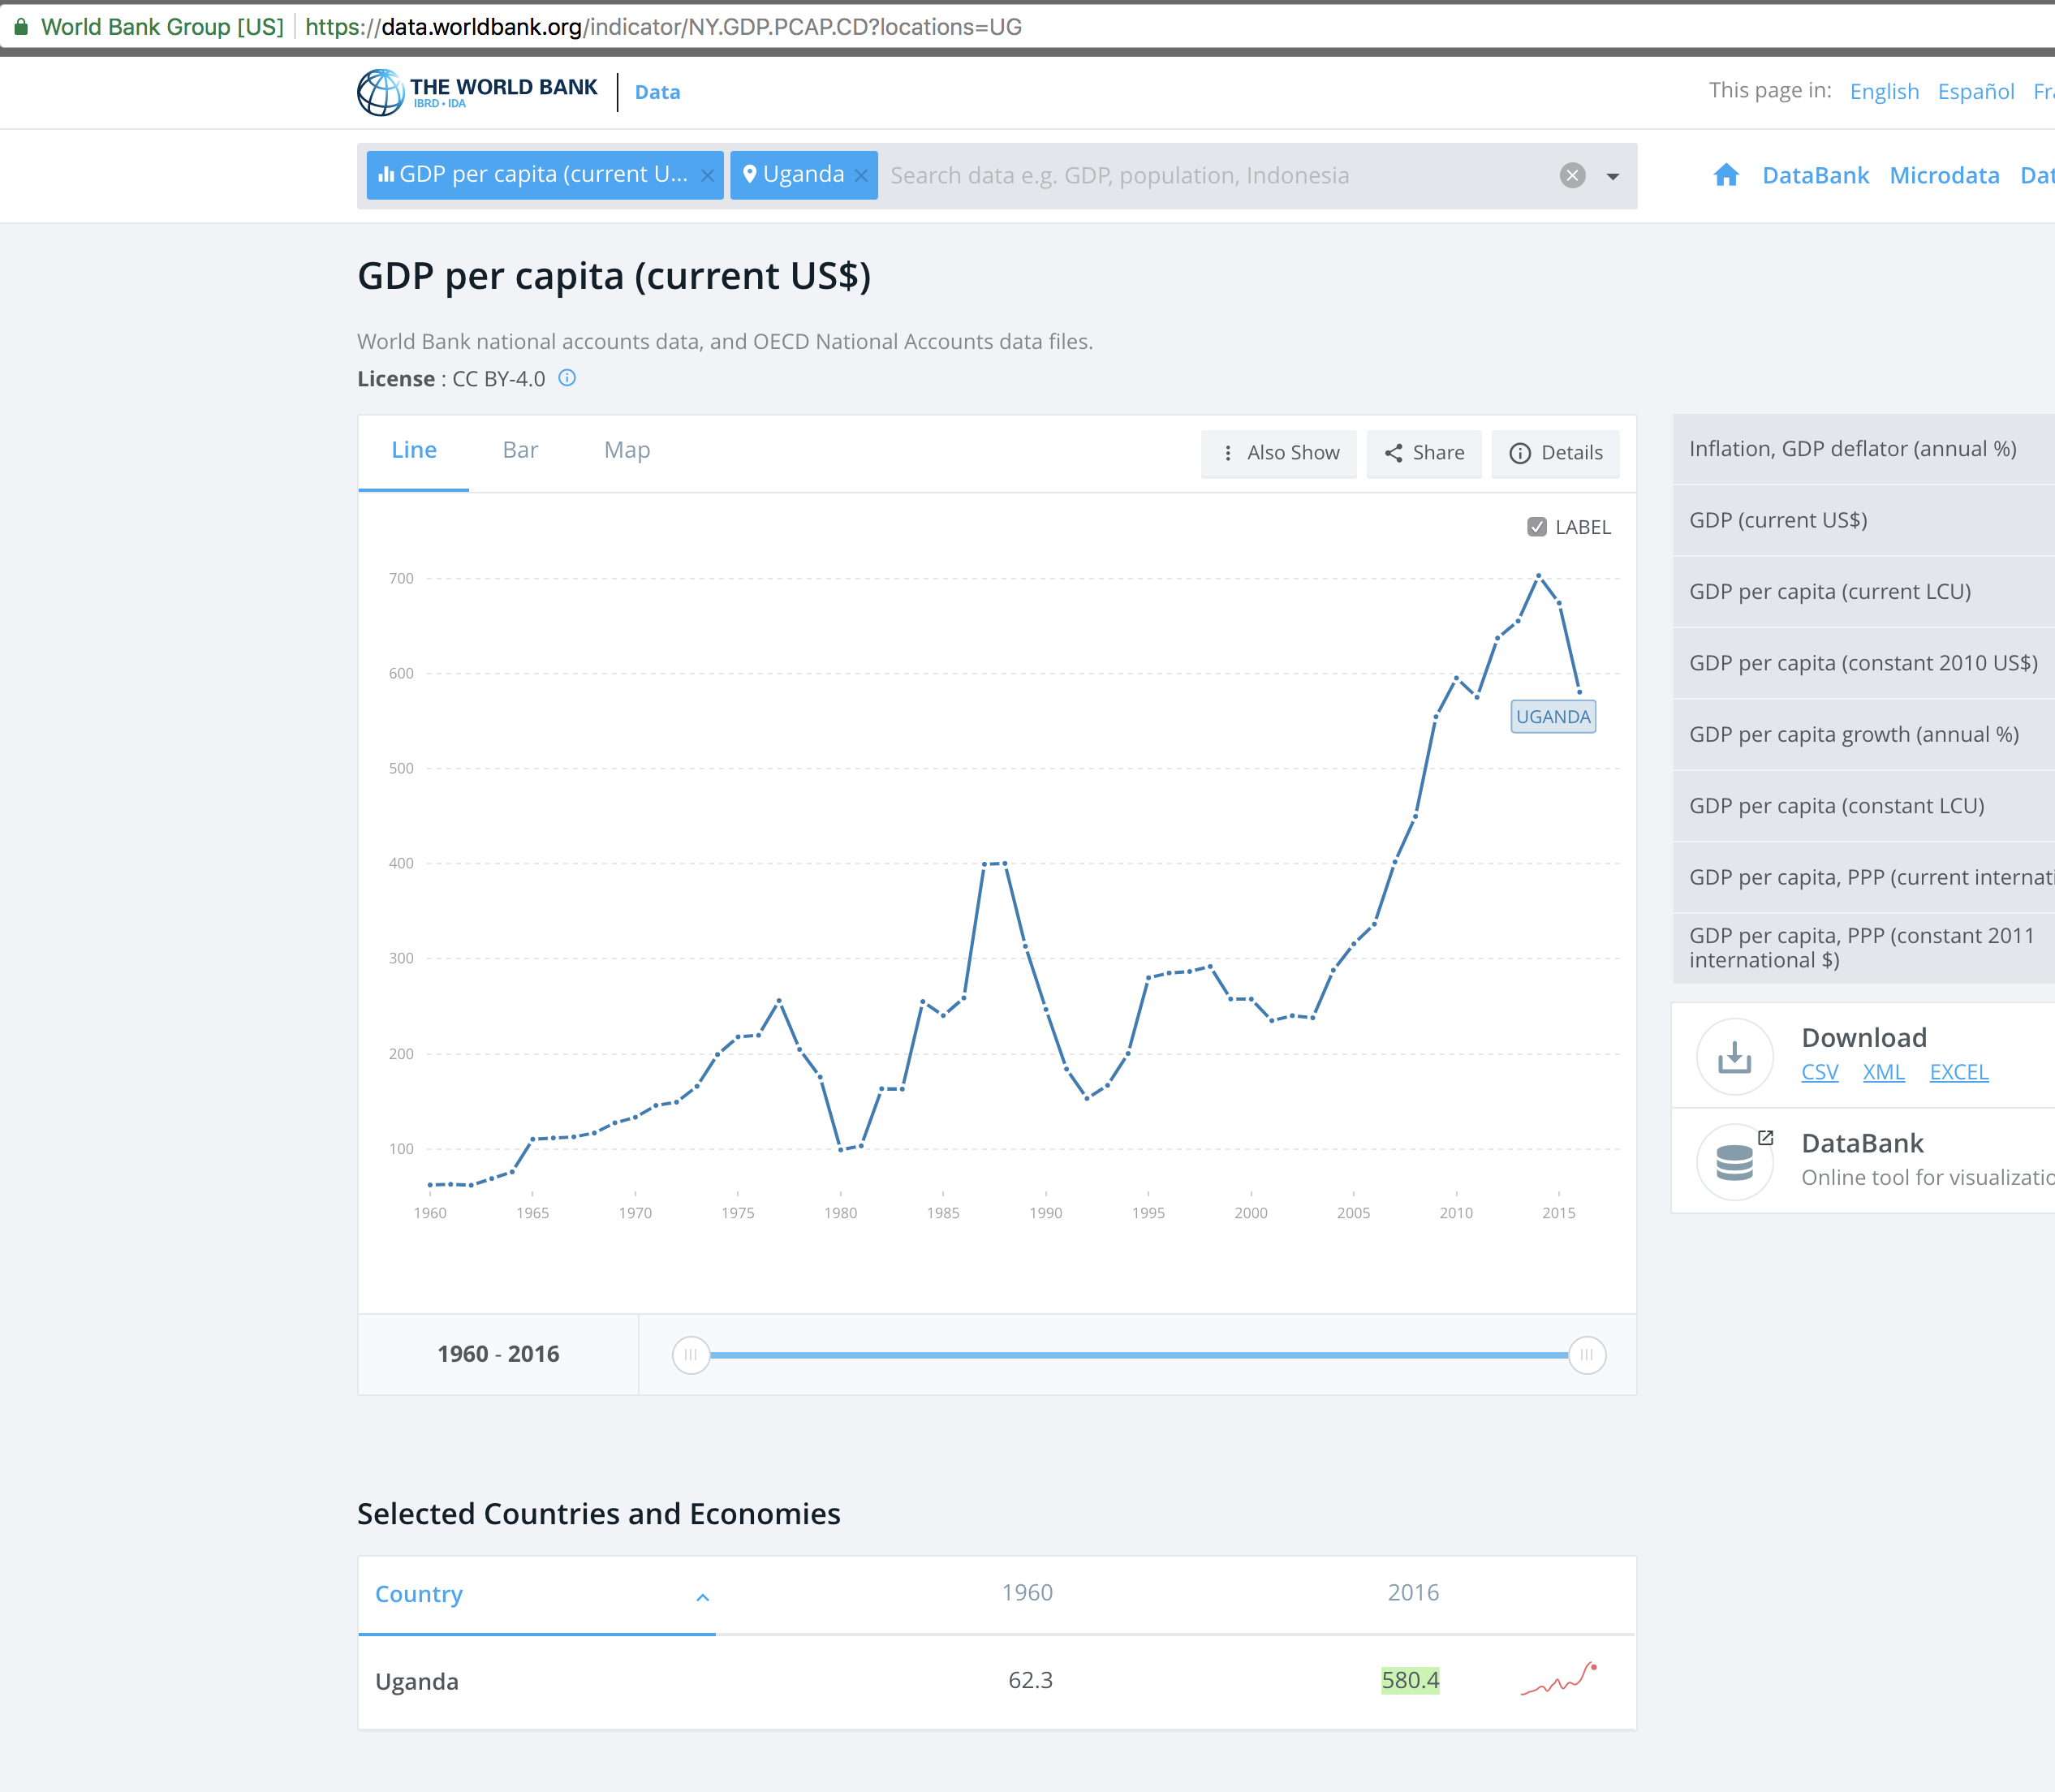 World Bank Group [US] https://data.worldbank.org/indicator/NY.GDP.PCAP.CD?locations=UG
THE WORLD BANK
IBRD • IDA
Data
This page in: English Español Fra
GDP per capita (current U... × Uganda × Search data e.g. GDP, population, Indonesia
DataBank Microdata Dat
GDP per capita (current US$)
World Bank national accounts data, and OECD National Accounts data files.
License : CC BY-4.0
Line Bar Map
Also Show Share Details
LABEL
700
600
500
400
300
200
100
UGANDA
1960 1965 1970 1975 1980 1985 1990 1995 2000 2005 2010 2015
1960 - 2016
Inflation, GDP deflator (annual %)
GDP (current US$)
GDP per capita (current LCU)
GDP per capita (constant 2010 US$)
GDP per capita growth (annual %)
GDP per capita (constant LCU)
GDP per capita, PPP (current internati
GDP per capita, PPP (constant 2011
international $)
Download
CSV XML EXCEL
DataBank
Online tool for visualizatio
Selected Countries and Economies
Country 1960 2016
Uganda 62.3 580.4